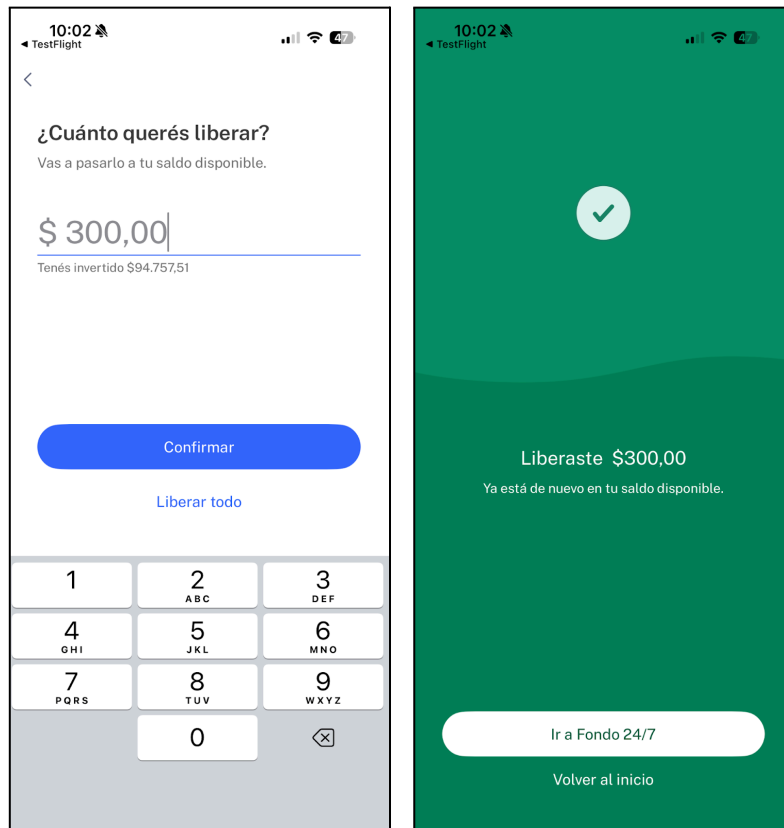 10:02
◀ TestFlight
47
¿Cuánto querés liberar?
Vas a pasarlo a tu saldo disponible.
$ 300,00
Tenés invertido $94.757,51
Confirmar
Liberar todo
1
2
ABC
3
DEF
4
GHI
5
JKL
6
MNO
7
PQRS
8
TUV
9
WXYZ
0
10:02
◀ TestFlight
47
Liberaste $300,00
Ya está de nuevo en tu saldo disponible.
Ir a Fondo 24/7
Volver al inicio